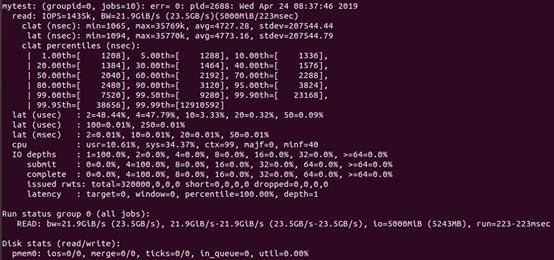 mytest: (groupid=0, jobs=10): err= 0: pid=2688: Wed Apr 24 08:37:46 2019
read: IOPS=1435k, BW=21.9GiB/s (23.5GB/s)(5000MiB/223msec)
clat (nsec): min=1065, max=35769k, avg=4727.28, stdev=207544.44
lat (nsec): min=1094, max=35770k, avg=4773.16, stdev=207544.79
clat percentiles (nsec):
| 1.00th=[ 1208], 5.00th=[ 1288], 10.00th=[ 1336],
| 20.00th=[ 1384], 30.00th=[ 1464], 40.00th=[ 1576],
| 50.00th=[ 2040], 60.00th=[ 2192], 70.00th=[ 2288],
| 80.00th=[ 2480], 90.00th=[ 3120], 95.00th=[ 3824],
| 99.00th=[ 7520], 99.50th=[ 9280], 99.90th=[ 23168],
| 99.95th=[ 38656], 99.99th=[12910592]
lat (usec) : 2=48.44%, 4=47.79%, 10=3.33%, 20=0.32%, 50=0.09%
lat (usec) : 100=0.01%, 250=0.01%
lat (msec) : 2=0.01%, 10=0.01%, 20=0.01%, 50=0.01%
cpu : usr=10.61%, sys=34.37%, ctx=99, majf=0, minf=40
IO depths : 1=100.0%, 2=0.0%, 4=0.0%, 8=0.0%, 16=0.0%, 32=0.0%, >=64=0.0%
submit : 0=0.0%, 4=100.0%, 8=0.0%, 16=0.0%, 32=0.0%, 64=0.0%, >=64=0.0%
complete : 0=0.0%, 4=100.0%, 8=0.0%, 16=0.0%, 32=0.0%, 64=0.0%, >=64=0.0%
issued rwts: total=320000,0,0,0 short=0,0,0,0 dropped=0,0,0,0
latency : target=0, window=0, percentile=100.00%, depth=1
Run status group 0 (all jobs):
READ: bw=21.9GiB/s (23.5GB/s), 21.9GiB/s-21.9GiB/s (23.5GB/s-23.5GB/s), io=5000MiB (5243MB), run=223-223msec
Disk stats (read/write):
pmem0: ios=0/0, merge=0/0, ticks=0/0, in_queue=0, util=0.00%